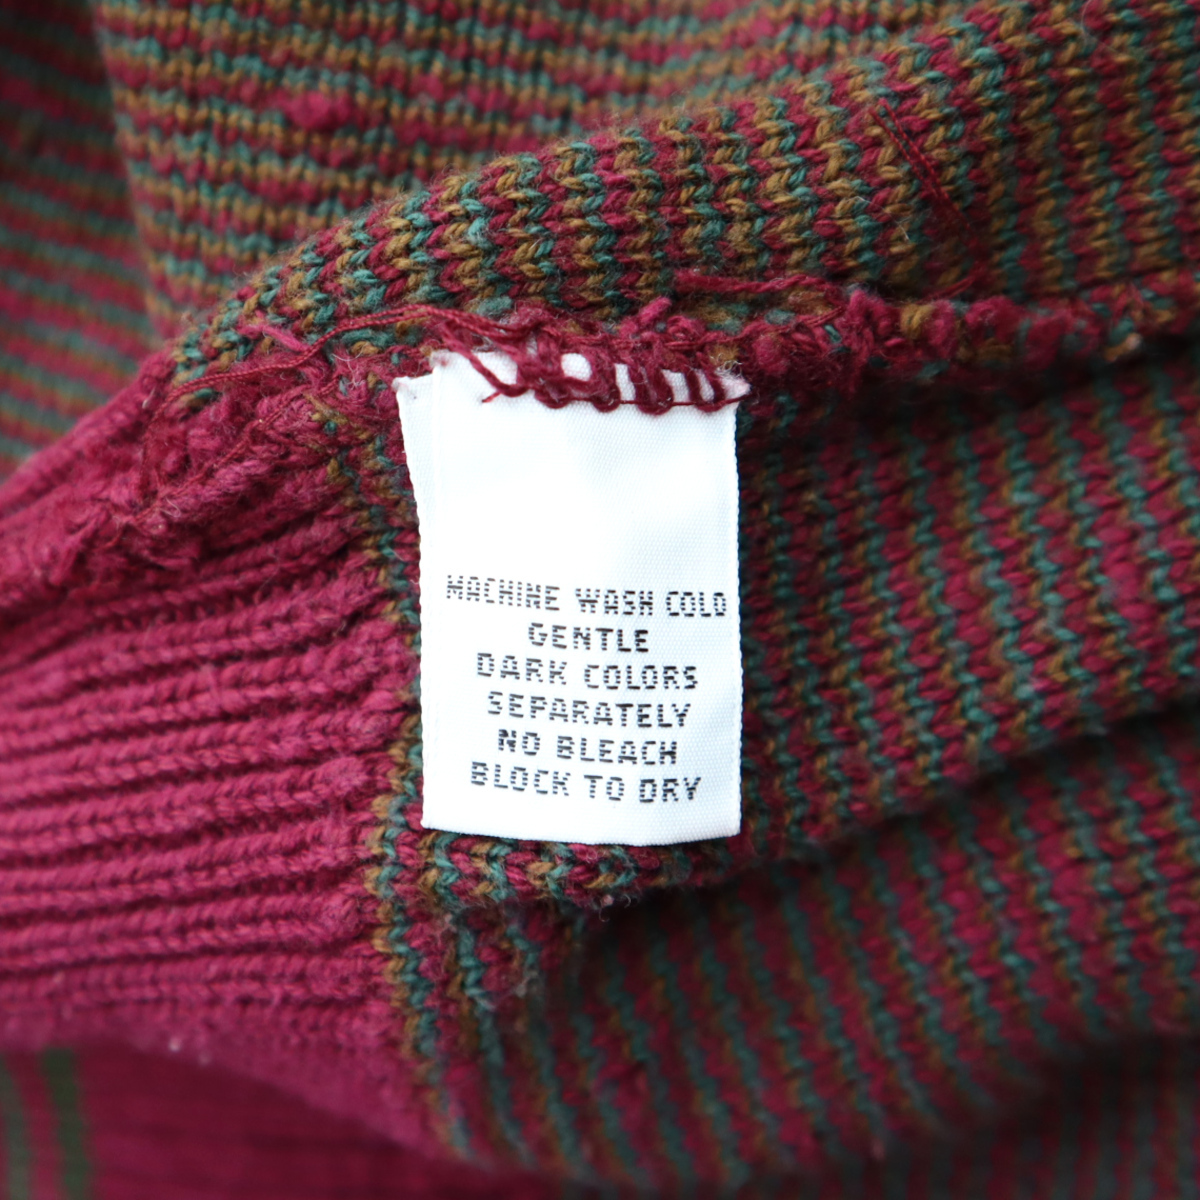 MACHINE WASH COLD
GENTLE
DARK COLORS
SEPARATELY
NO BLEACH
BLOCK TO DRY